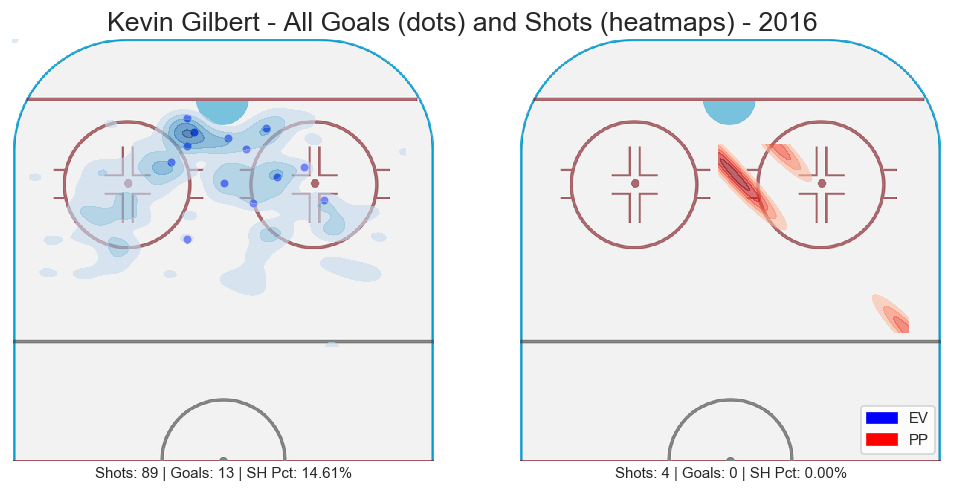 Kevin Gilbert - All Goals (dots) and Shots (heatmaps) - 2016
EV
PP
Shots: 89 | Goals: 13 | SH Pct: 14.61%
Shots: 4 | Goals: 0 | SH Pct: 0.00%